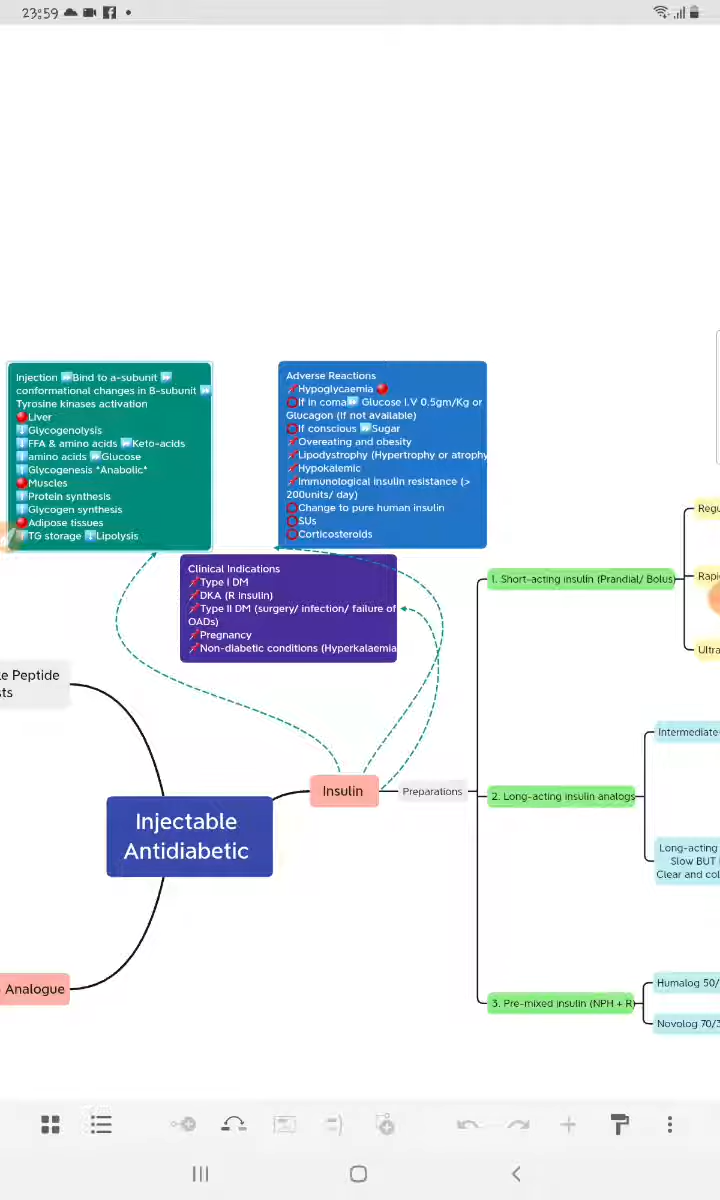 23:59
Injection ⏩Bind to a-subunit ⏩
conformational changes in B-subunit ⏩
Tyrosine kinases activation
🔴Liver
⬇️Glycogenolysis
⬇️FFA & amino acids ⏩Keto-acids
⬇️amino acids ⏩Glucose
⬆️Glycogenesis *Anabolic*
🔴Muscles
⬆️Protein synthesis
⬆️Glycogen synthesis
🔴Adipose tissues
⬆️TG storage ⬇️Lipolysis
Adverse Reactions
📌Hypoglycaemia 🔴
⭕If in coma⏩ Glucose I.V 0.5gm/Kg or
Glucagon (if not available)
⭕If conscious ⏩Sugar
📌Overeating and obesity
📌Lipodystrophy (Hypertrophy or atrophy
📌Hypokalemic
📌Immunological insulin resistance (>
200units/ day)
⭕Change to pure human insulin
⭕SUs
⭕Corticosteroids
Clinical Indications
📌Type I DM
📌DKA (R insulin)
📌Type II DM (surgery/ infection/ failure of
OADs)
📌Pregnancy
📌Non-diabetic conditions (Hyperkalaemia
Peptide
Injectable
Antidiabetic
Analogue
Insulin
Preparations
1. Short-acting insulin (Prandial/ Bolus)
2. Long-acting insulin analogs
Intermediate
Long-acting
Slow BUT
Clear and col
3. Pre-mixed insulin (NPH + R)
Humalog 50/
Novolog 70/3
Regu
Rapi
Ultra